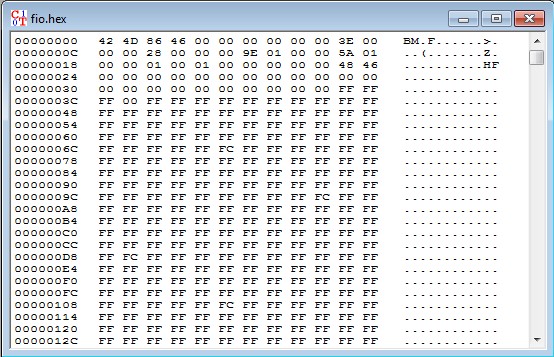 fio.hex
00000000 42 4D 86 46 00 00 00 00 00 00 3E 00 BM.F......>.
0000000C 00 00 28 00 00 00 9E 01 00 00 5A 01 ..(.......Z.
00000018 00 00 01 00 01 00 00 00 00 00 48 46 ..........HF
00000024 00 00 00 00 00 00 00 00 00 00 00 00 ............
00000030 00 00 00 00 00 00 00 00 00 00 FF FF ............
0000003C FF 00 FF FF FF FF FF FF FF FF FF FF ............
00000048 FF FF FF FF FF FF FF FF FF FF FF FF ............
00000054 FF FF FF FF FF FF FF FF FF FF FF FF ............
00000060 FF FF FF FF FF FF FF FF FF FF FF FF ............
0000006C FF FF FF FF FF FC FF FF FF FF FF FF ............
00000078 FF FF FF FF FF FF FF FF FF FF FF FF ............
00000084 FF FF FF FF FF FF FF FF FF FF FF FF ............
00000090 FF FF FF FF FF FF FF FF FF FF FF FF ............
0000009C FF FF FF FF FF FF FF FF FF FC FF FF ............
000000A8 FF FF FF FF FF FF FF FF FF FF FF FF ............
000000B4 FF FF FF FF FF FF FF FF FF FF FF FF ............
000000C0 FF FF FF FF FF FF FF FF FF FF FF FF ............
000000CC FF FF FF FF FF FF FF FF FF FF FF FF ............
000000D8 FF FC FF FF FF FF FF FF FF FF FF FF ............
000000E4 FF FF FF FF FF FF FF FF FF FF FF FF ............
000000F0 FF FF FF FF FF FF FF FF FF FF FF FF ............
000000FC FF FF FF FF FF FF FF FF FF FF FF FF ............
00000108 FF FF FF FF FF FC FF FF FF FF FF FF ............
00000114 FF FF FF FF FF FF FF FF FF FF FF FF ............
00000120 FF FF FF FF FF FF FF FF FF FF FF FF ............
0000012C FF FF FF FF FF FF FF FF FF FF FF FF ............